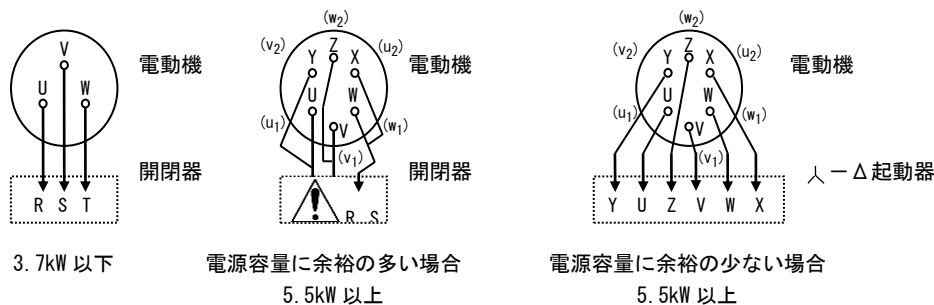 (w2)
(v2)
(u2)
Z
Y
X
V
U
W
電動機
U
W
V
電動機
(u1)
(w1)
(v1)
開閉器
R S T
開閉器
R S
(w2)
(v2)
(u2)
Z
Y
X
U
W
V
電動機
(u1)
(w1)
(v1)
人－Δ起動器
Y U Z V W X
3.7kW 以下
電源容量に余裕の多い場合
5.5kW 以上
電源容量に余裕の少ない場合
5.5kW 以上